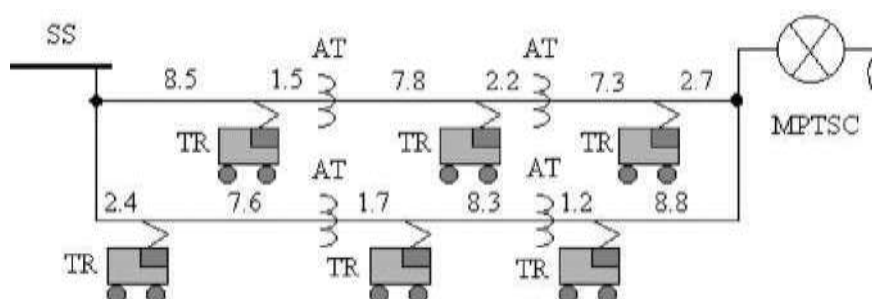 SS
AT
AT
8.5
1.5
7.8
2.2
7.3
2.7
MPTSC
TR
TR
TR
AT
AT
2.4
7.6
1.7
8.3
1.2
8.8
TR
TR
TR